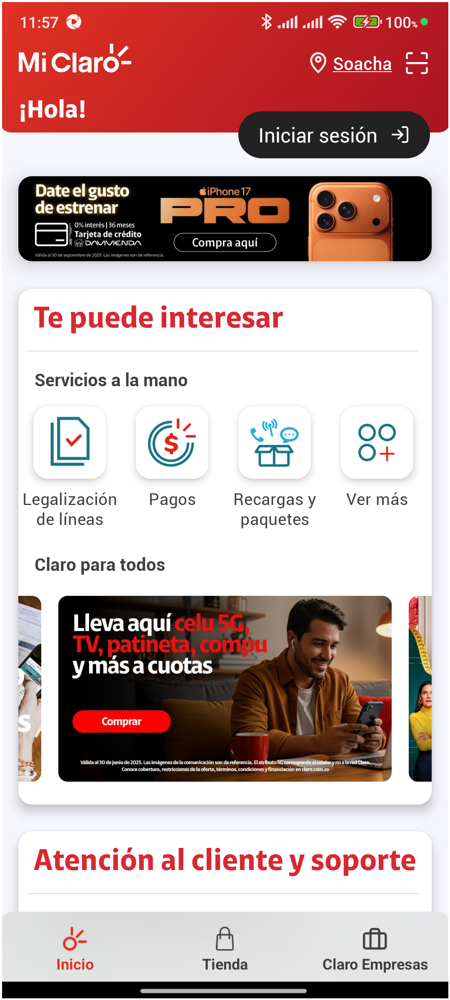 11:57
100%
Mi Claro
Soacha
¡Hola!
Iniciar sesión
Date el gusto
de estrenar
0% interés | 36 meses
Tarjeta de crédito
DAVIVIENDA
Válida al 30 de septiembre de 2025. Las imágenes son de referencia.
iPhone 17
PRO
Compra aquí
Te puede interesar
Servicios a la mano
Legalización
de líneas
Pagos
Recargas y
paquetes
Ver más
Claro para todos
s
Lleva aquí celu 5G,
TV, patineta, compu
y más a cuotas
Comprar
Válida al 30 de junio de 2025. Las imágenes de la comunicación son de referencia. El atributo 5G corresponde al celular y no a la red Claro.
Conoce cobertura, restricciones de la oferta, términos, condiciones y financiación en claro.com.co
Atención al cliente y soporte
Inicio
Tienda
Claro Empresas